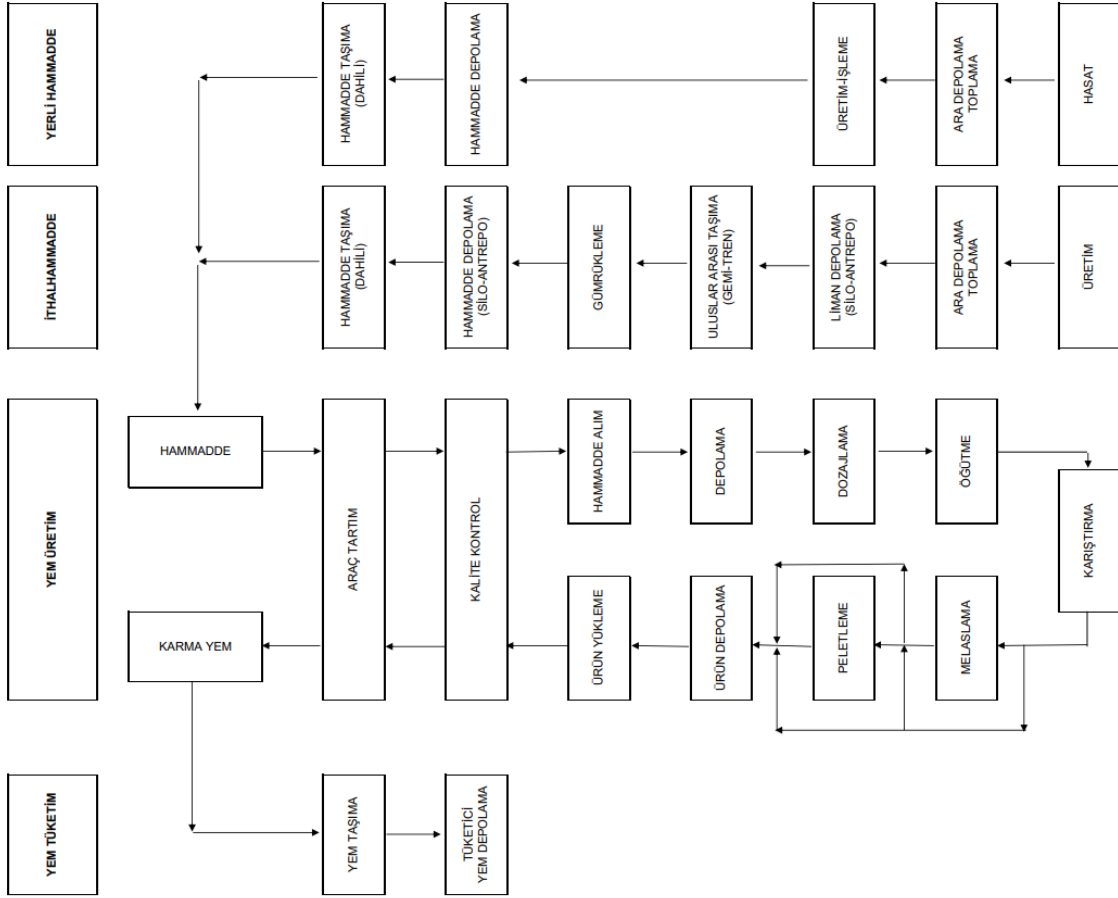 YEM TÜKETİM
YEM ÜRETİM
İTHALHAMMADDE
YERLİ HAMMADDE
KARMA YEM
HAMMADDE
YEM TAŞIMA
ARAÇ TARTIM
HAMMADDE TAŞIMA
(DAHİLİ)
HAMMADDE TAŞIMA
(DAHİLİ)
TÜKETİCİ
YEM DEPOLAMA
KALİTE KONTROL
HAMMADDE DEPOLAMA
(SİLO-ANTREPO)
HAMMADDE DEPOLAMA
ÜRÜN YÜKLEME
HAMMADDE ALIM
GÜMRÜKLEME
ÜRÜN DEPOLAMA
DEPOLAMA
ULUSLAR ARASI TAŞIMA
(GEMİ-TREN)
PELETLEME
DOZAJLAMA
LİMAN DEPOLAMA
(SİLO-ANTREPO)
ÜRETİM-İŞLEME
MELASLAMA
ÖĞÜTME
ARA DEPOLAMA
TOPLAMA
ARA DEPOLAMA
TOPLAMA
KARIŞTIRMA
ÜRETİM
HASAT